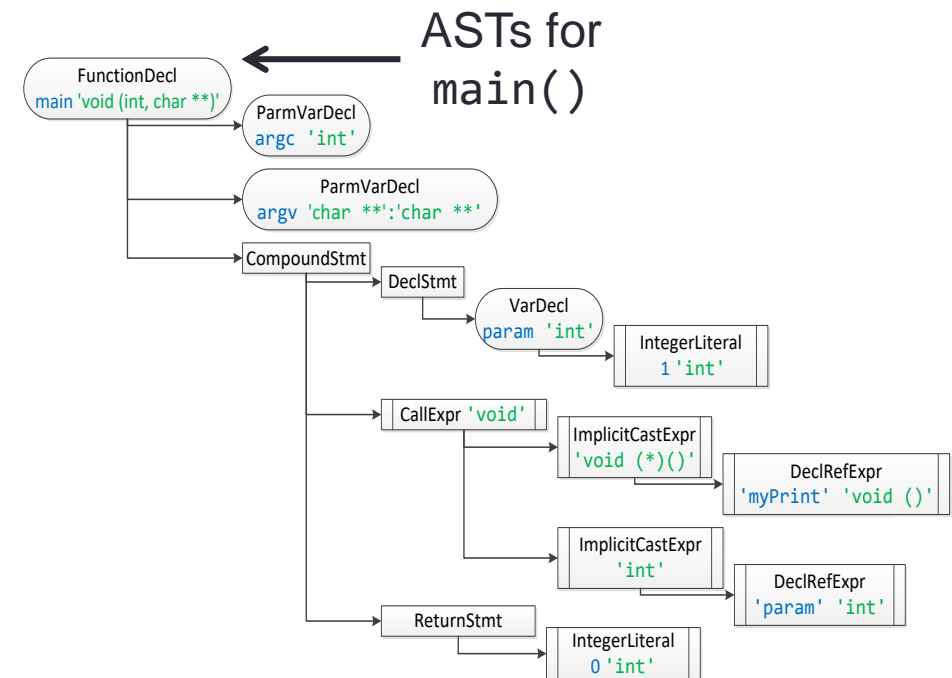 ASTs for
main()
FunctionDecl
main 'void (int, char **)'
ParmVarDecl
argc 'int'
ParmVarDecl
argv 'char **':'char **'
CompoundStmt
DeclStmt
VarDecl
param 'int'
IntegerLiteral
1 'int'
CallExpr 'void'
ImplicitCastExpr
'void (*)()'
DeclRefExpr
'myPrint' 'void ()'
ImplicitCastExpr
'int'
DeclRefExpr
'param' 'int'
ReturnStmt
IntegerLiteral
0 'int'